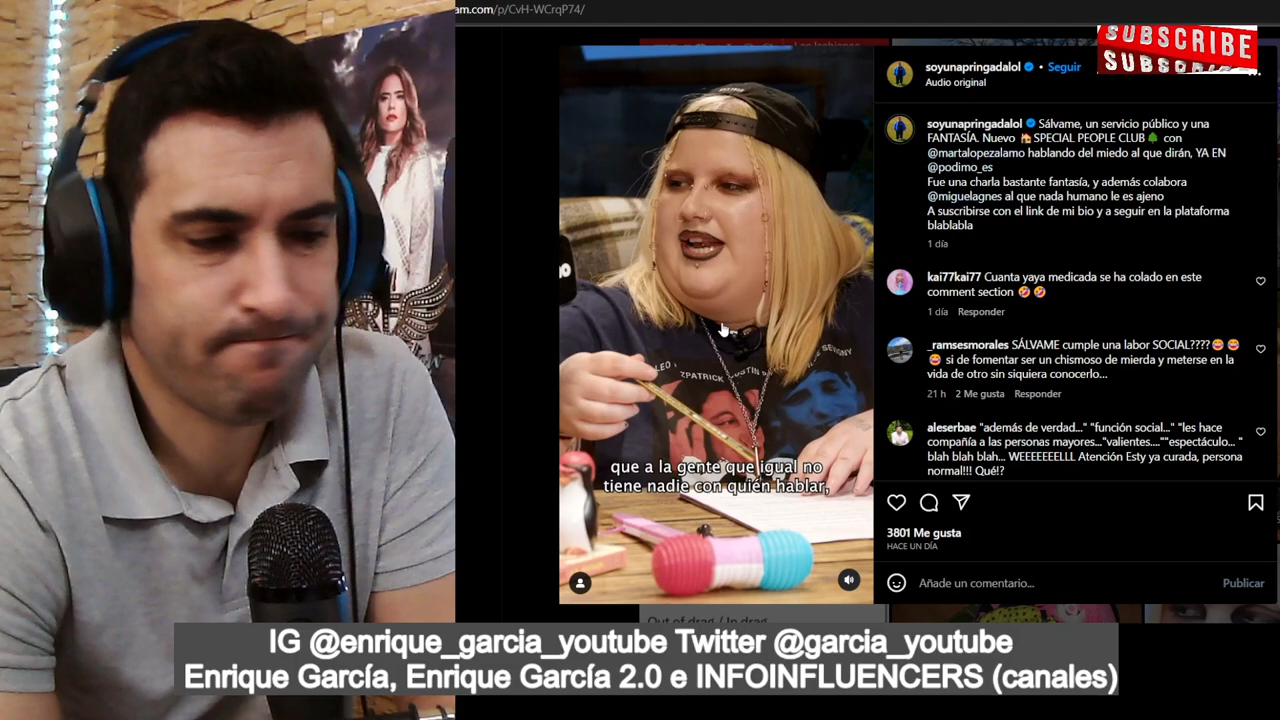 am.com/p/CvH-WCrqP74/
SUBSCRIBE
soyunapringadalol • Seguir
Audio original
soyunapringadalol Sálvame, un servicio público y una
FANTASÍA. Nuevo 🏠SPECIAL PEOPLE CLUB🌲 con
@martalopezalamo hablando del miedo al que dirán, YA EN
@podimo_es
Fue una charla bastante fantasía, y además colabora
@miguelagnes al que nada humano le es ajeno
A suscribirse con el link de mi bio y a seguir en la plataforma
blablabla
1 día
kai77kai77 Cuanta yaya medicada se ha colado en este
comment section 🤣🤣
1 día Responder
_ramsesmorales SÁLVAME cumple una labor SOCIAL????😂😂
😂 si de fomentar ser un chismoso de mierda y meterse en la
vida de otro sin siquiera conocerlo...
21 h 2 Me gusta Responder
aleserbae "además de verdad..." "función social..." "les hace
compañía a las personas mayores..."valientes....""espectáculo... "
blah blah blah... WEEEEEEELLL Atención Esty ya curada, persona
normal!!! Qué!?
3801 Me gusta
HACE UN DÍA
Añade un comentario... Publicar
que a la gente que igual no
tiene nadie con quién hablar,
Out of drag / In drag
IG @enrique_garcia_youtube Twitter @garcia_youtube
Enrique García, Enrique García 2.0 e INFOINFLUENCERS (canales)